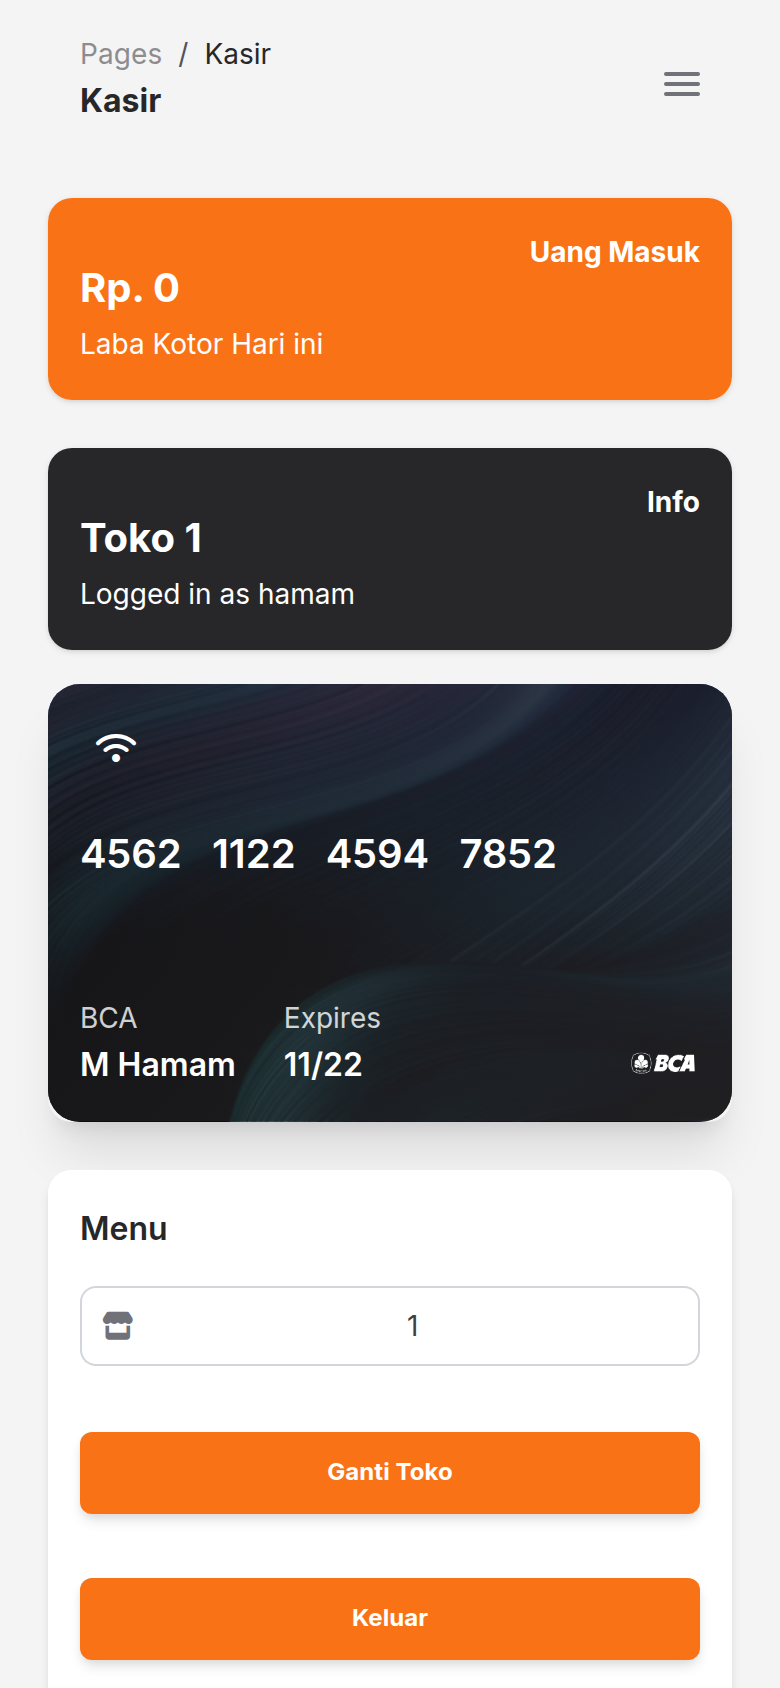 Pages / Kasir
Kasir
Uang Masuk
Rp. 0
Laba Kotor Hari ini
Info
Toko 1
Logged in as hamam
4562 1122 4594 7852
BCA Expires
M Hamam 11/22
BCA
Menu
1
Ganti Toko
Keluar